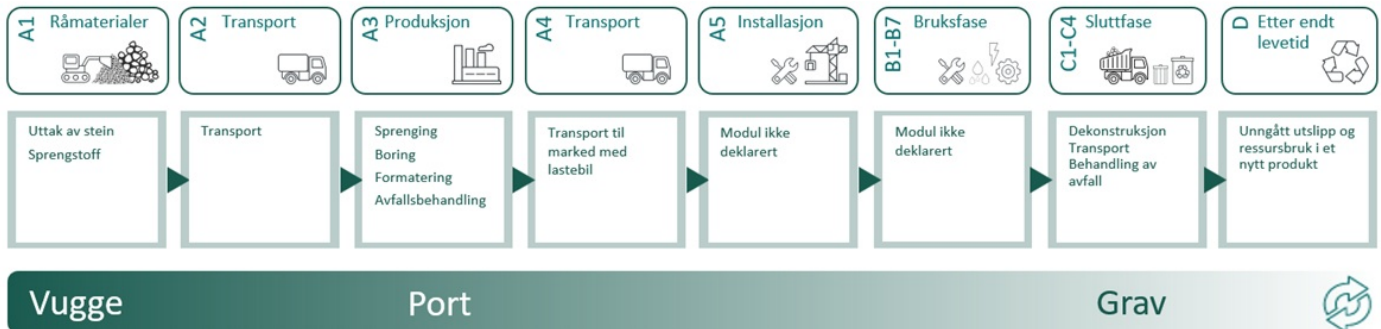 A1 Råmaterialer
A2 Transport
A3 Produksjon
A4 Transport
A5 Installasjon
B1-B7 Bruksfase
C1-C4 Sluttfase
D Etter endt
levetid
Uttak av stein
Sprengstoff
Transport
Sprenging
Boring
Formatering
Avfallsbehandling
Transport til
marked med
lastebil
Modul ikke
deklarert
Modul ikke
deklarert
Dekonstruksjon
Transport
Behandling av
avfall
Unngått utslipp og
ressursbruk i et
nytt produkt
Vugge
Port
Grav